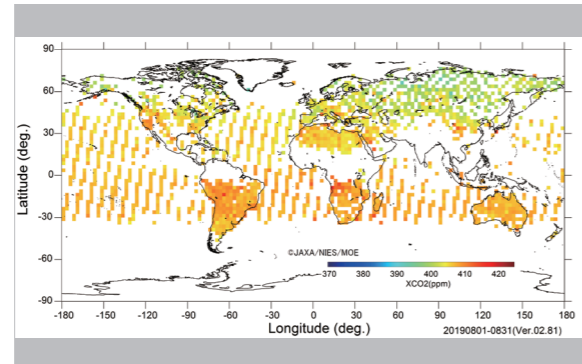 90
60
30
0
-30
-60
-90
Latitude (deg.)
©JAXA/NIES/MOE
370 380 390 400 410 420
XCO2(ppm)
-180 -150 -120 -90 -60 -30 0 30 60 90 120 150 180
Longitude (deg.)
20190801-0831(Ver.02.81)